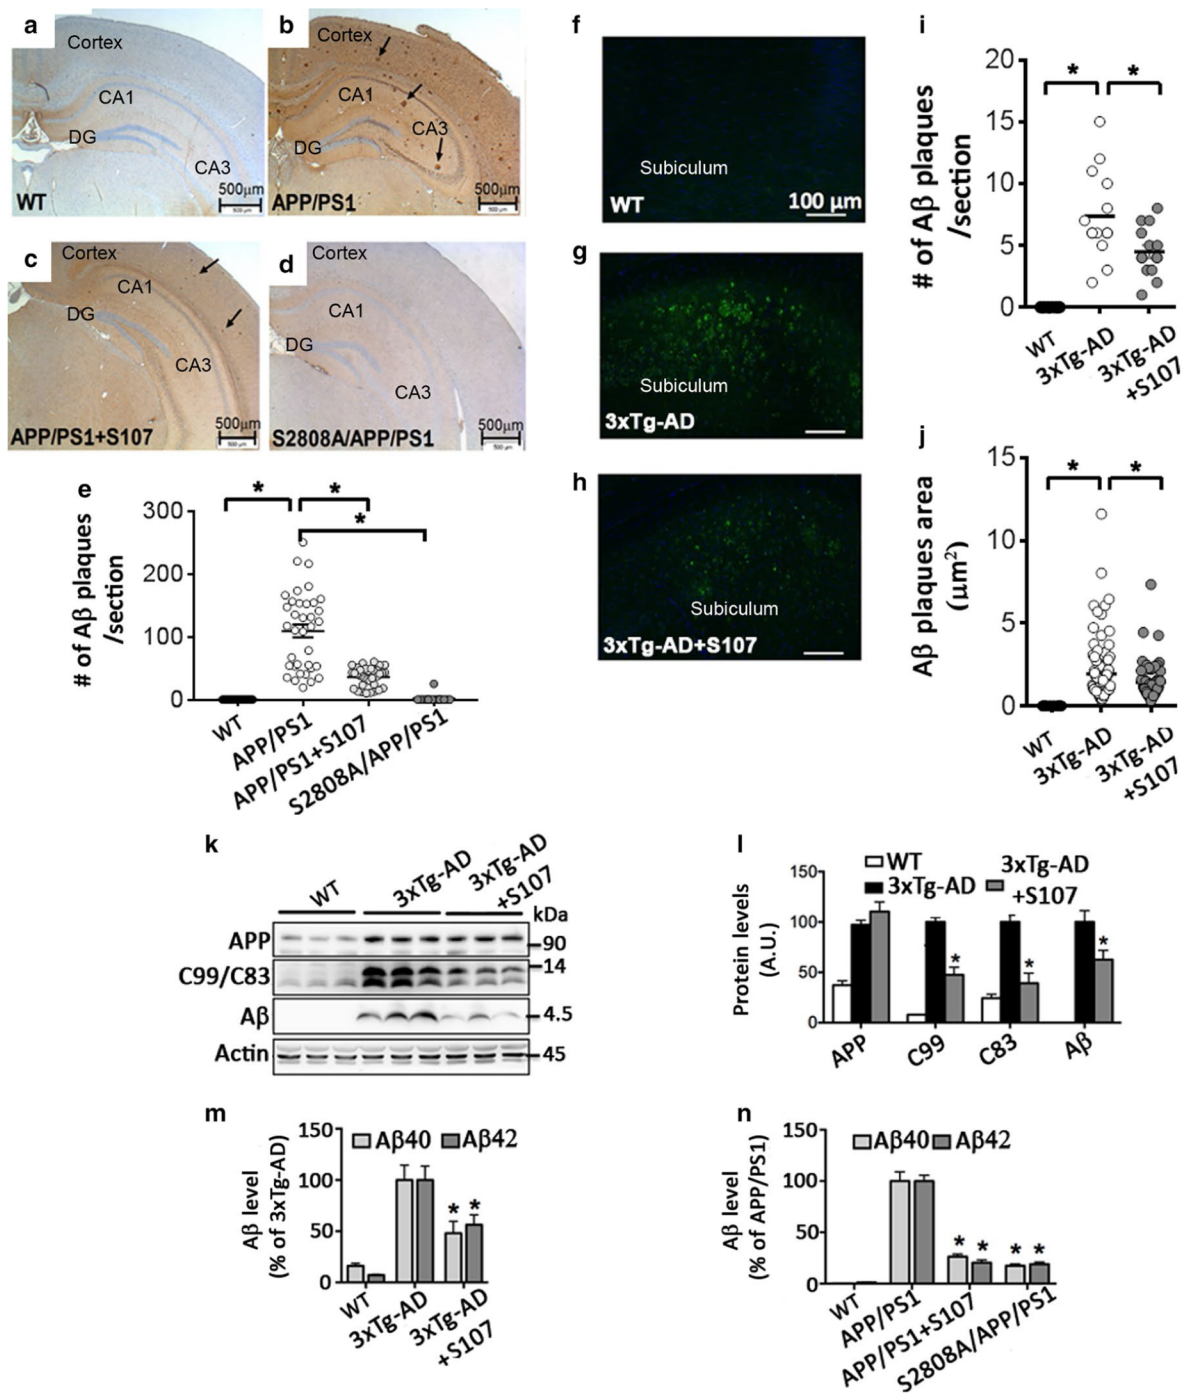 a
Cortex
CA1
DG
CA3
500μm
500 μm
WT
b
Cortex
CA1
CA3
DG
500μm
500 μm
APP/PS1
c
Cortex
CA1
DG
CA3
500μm
500 μm
APP/PS1+S107
d
Cortex
CA1
DG
CA3
500μm
500 μm
S2808A/APP/PS1
e
# of Aβ plaques
/section
300
200
100
0
*
*
*
WT
APP/PS1
APP/PS1+S107
S2808A/APP/PS1
f
Subiculum
WT
100 μm
g
Subiculum
3xTg-AD
h
Subiculum
3xTg-AD+S107
i
# of Aβ plaques
/section
20
15
10
5
0
*
*
WT
3xTg-AD
3xTg-AD
+S107
j
Aβ plaques area
(μm²)
15
10
5
0
*
*
WT
3xTg-AD
3xTg-AD
+S107
k
WT
3xTg-AD
3xTg-AD
+S107
kDa
APP
90
C99/C83
14
Aβ
4.5
Actin
45
l
WT
3xTg-AD
3xTg-AD
+S107
Protein levels
(A.U.)
150
100
50
0
*
*
*
APP
C99
C83
Aβ
m
Aβ level
(% of 3xTg-AD)
150
100
50
0
Aβ40
Aβ42
*
*
WT
3xTg-AD
3xTg-AD
+S107
n
Aβ level
(% of APP/PS1)
150
100
50
0
Aβ40
Aβ42
*
*
*
*
WT
APP/PS1
APP/PS1+S107
S2808A/APP/PS1